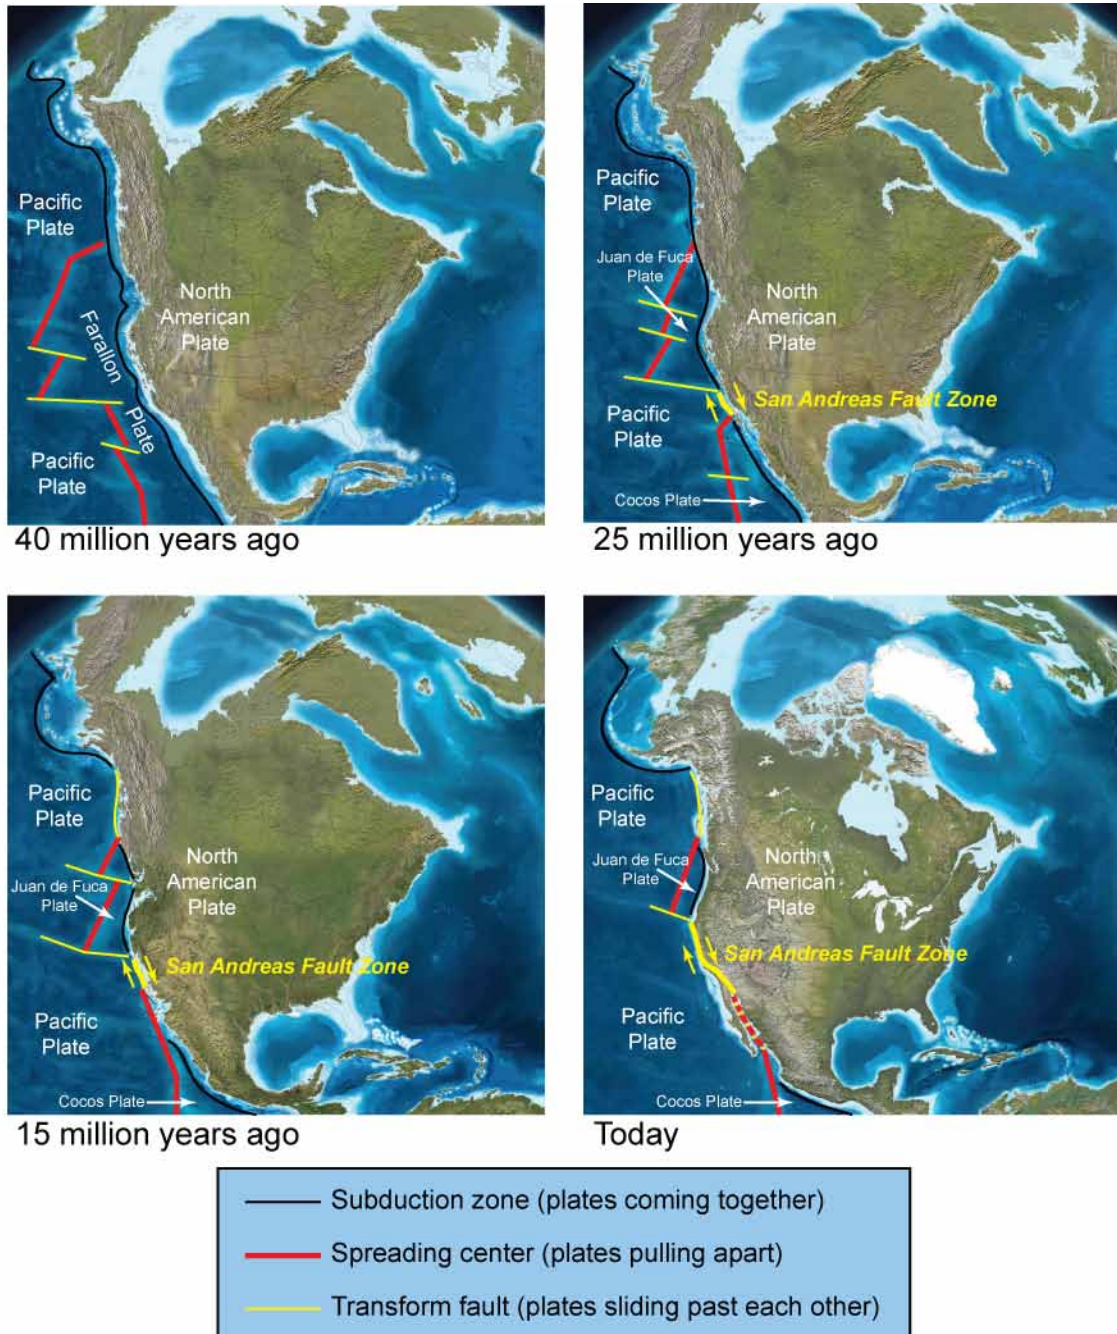 Pacific
Plate
Farallon
Plate
North
American
Plate
Pacific
Plate
40 million years ago
Pacific
Plate
Juan de Fuca
Plate
North
American
Plate
San Andreas Fault Zone
Pacific
Plate
Cocos Plate
25 million years ago
Pacific
Plate
Juan de Fuca
Plate
North
American
Plate
San Andreas Fault Zone
Pacific
Plate
Cocos Plate
15 million years ago
Pacific
Plate
Juan de Fuca
Plate
North
American
Plate
San Andreas Fault Zone
Pacific
Plate
Cocos Plate
Today
Subduction zone (plates coming together)
Spreading center (plates pulling apart)
Transform fault (plates sliding past each other)